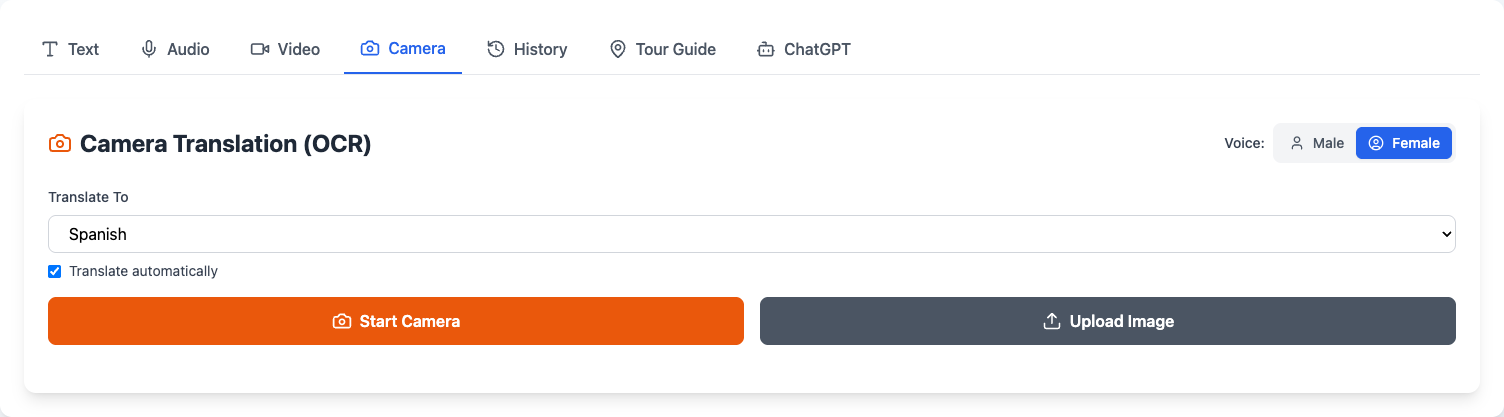 Text Audio Video Camera History Tour Guide ChatGPT
Camera Translation (OCR) Voice: Male Female
Translate To
Spanish
Translate automatically
Start Camera Upload Image